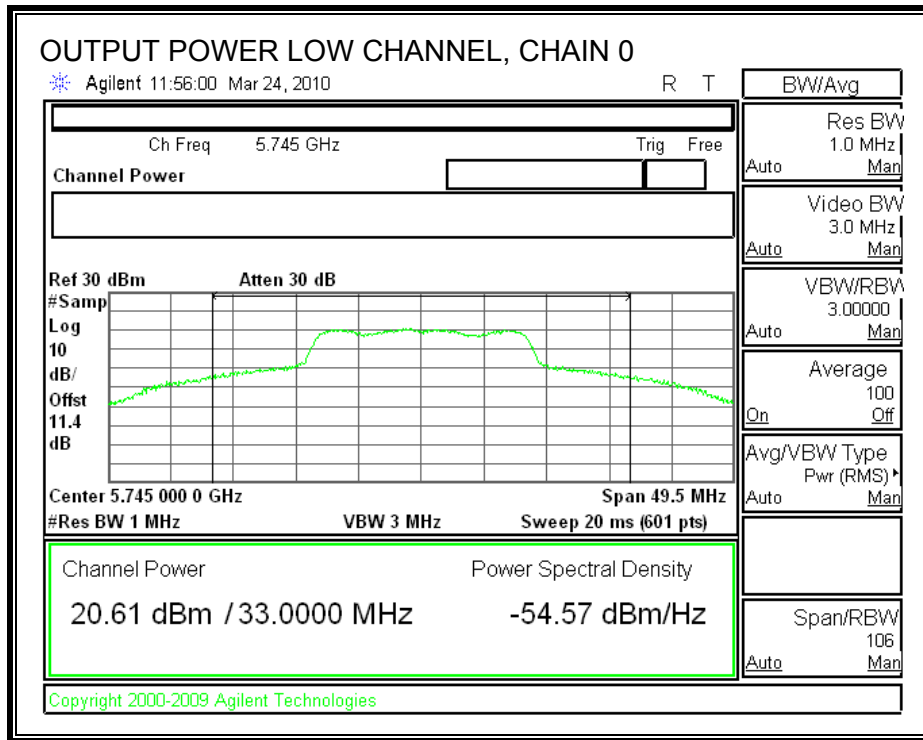 OUTPUT POWER LOW CHANNEL, CHAIN 0
Agilent 11:56:00 Mar 24, 2010 R T
Ch Freq 5.745 GHz Trig Free
Channel Power
Ref 30 dBm Atten 30 dB
#Samp
Log
10
dB/
Offst
11.4
dB
Center 5.745 000 0 GHz Span 49.5 MHz
#Res BW 1 MHz VBW 3 MHz Sweep 20 ms (601 pts)
Channel Power Power Spectral Density
20.61 dBm / 33.0000 MHz -54.57 dBm/Hz
Copyright 2000-2009 Agilent Technologies
BW/Avg
Res BW
1.0 MHz
Auto Man
Video BW
3.0 MHz
Auto Man
VBW/RBW
3.00000
Auto Man
Average
100
On Off
Avg/VBW Type
Pwr (RMS)
Auto Man
Span/RBW
106
Auto Man